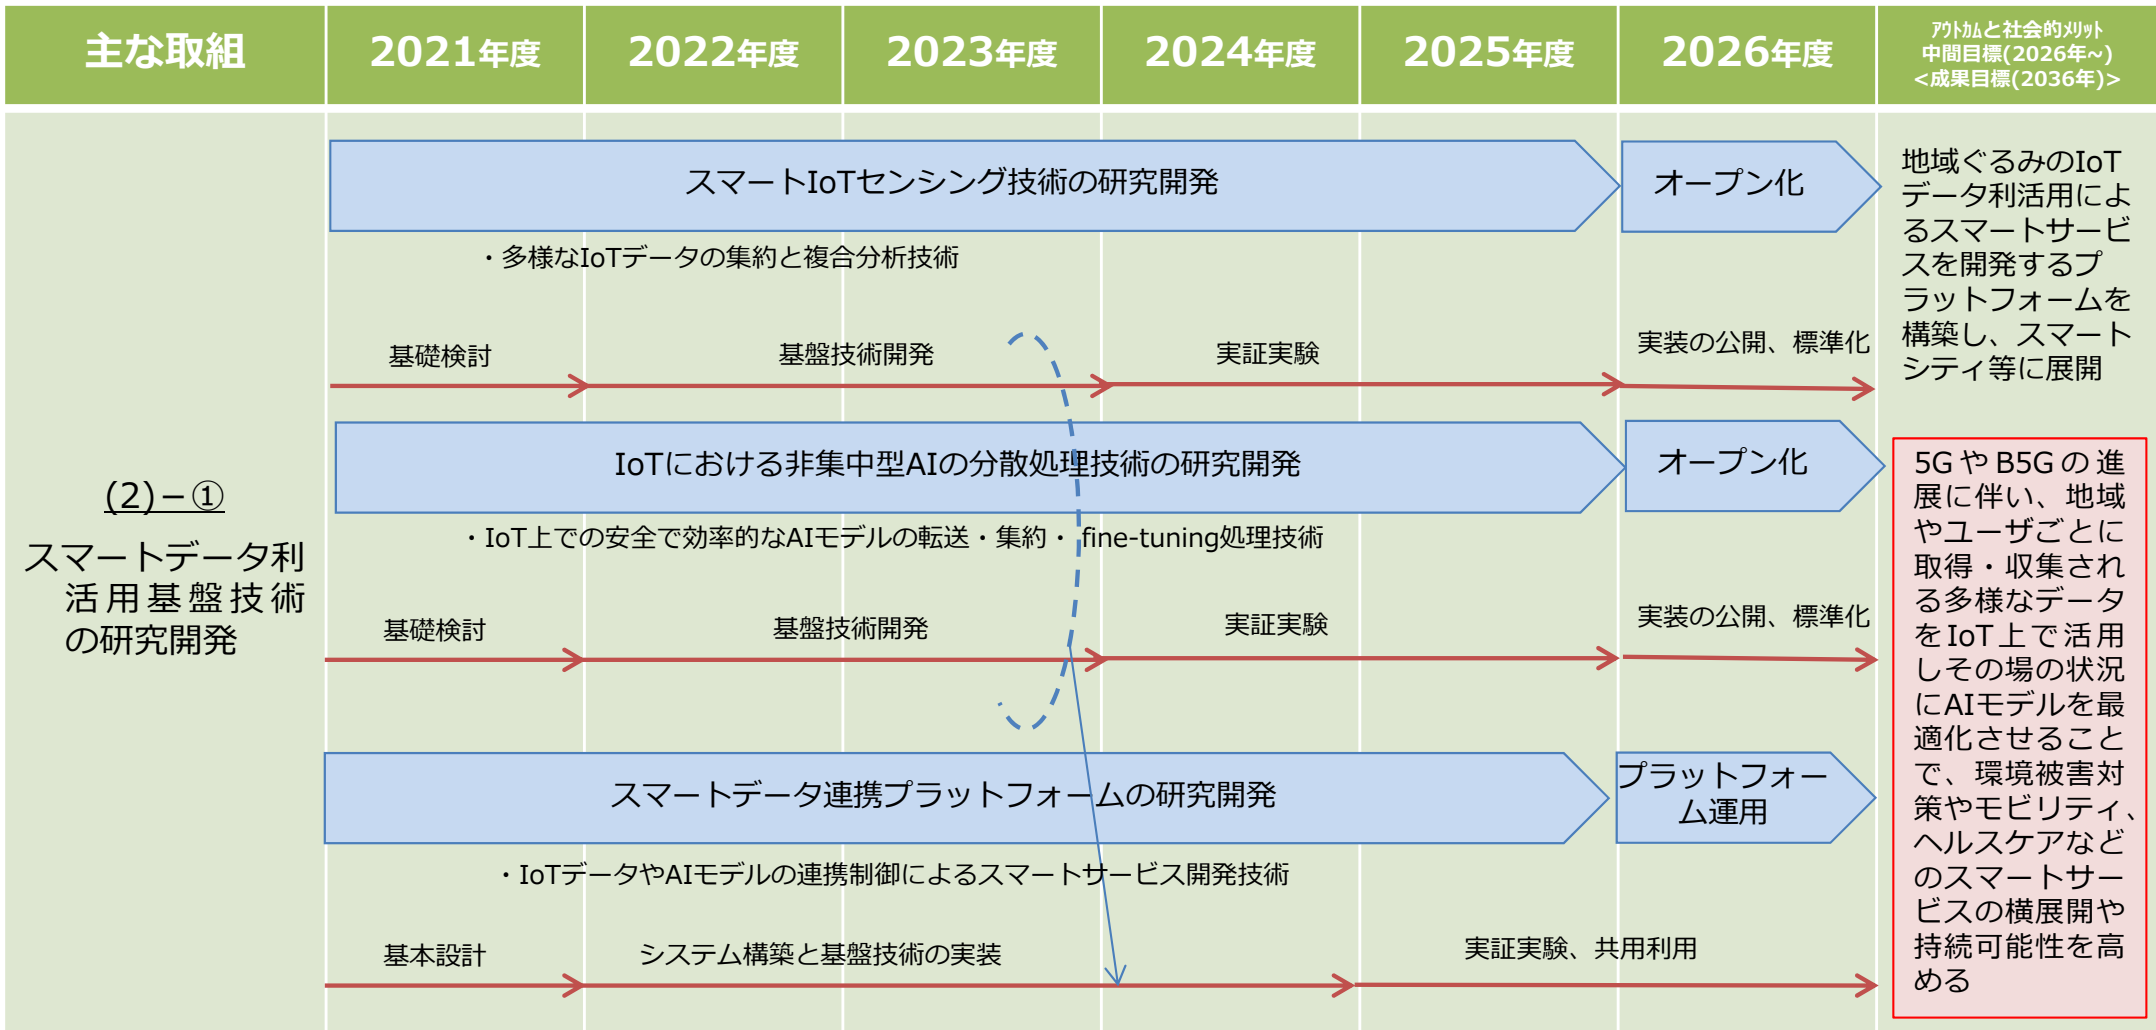 主な取組
2021年度
2022年度
2023年度
2024年度
2025年度
2026年度
ｱｳﾄｶﾑと社会的ﾒﾘｯﾄ
中間目標(2026年~)
<成果目標(2036年)>
(2)−①
スマートデータ利
活用基盤技術
の研究開発
スマートIoTセンシング技術の研究開発
オープン化
・多様なIoTデータの集約と複合分析技術
基礎検討
基盤技術開発
実証実験
実装の公開、標準化
IoTにおける非集中型AIの分散処理技術の研究開発
オープン化
・IoT上での安全で効率的なAIモデルの転送・集約・ fine-tuning処理技術
基礎検討
基盤技術開発
実証実験
実装の公開、標準化
スマートデータ連携プラットフォームの研究開発
プラットフォー
ム運用
・IoTデータやAIモデルの連携制御によるスマートサービス開発技術
基本設計
システム構築と基盤技術の実装
実証実験、共用利用
地域ぐるみのIoT
データ利活用によ
るスマートサービ
スを開発するプ
ラットフォームを
構築し、スマート
シティ等に展開
5GやB5Gの進
展に伴い、地域
やユーザごとに
取得・収集され
る多様なデータ
をIoT上で活用
しその場の状況
にAIモデルを最
適化させること
で、環境被害対
策やモビリティ、
ヘルスケアなど
のスマートサー
ビスの横展開や
持続可能性を高
める